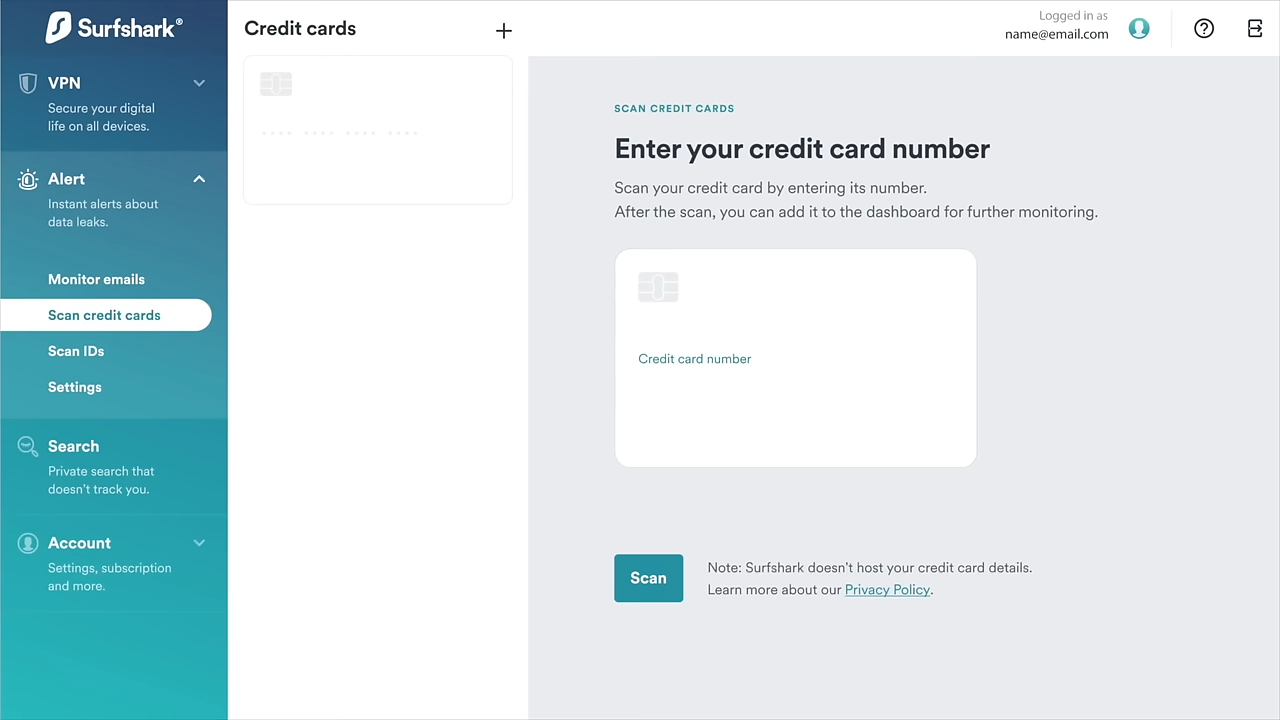 Surfshark®
VPN
Secure your digital
life on all devices.
Alert
Instant alerts about
data leaks.
Monitor emails
Scan credit cards
Scan IDs
Settings
Search
Private search that
doesn't track you.
Account
Settings, subscription
and more.
Credit cards
Logged in as
name@email.com
SCAN CREDIT CARDS
Enter your credit card number
Scan your credit card by entering its number.
After the scan, you can add it to the dashboard for further monitoring.
Credit card number
Scan
Note: Surfshark doesn't host your credit card details.
Learn more about our Privacy Policy.